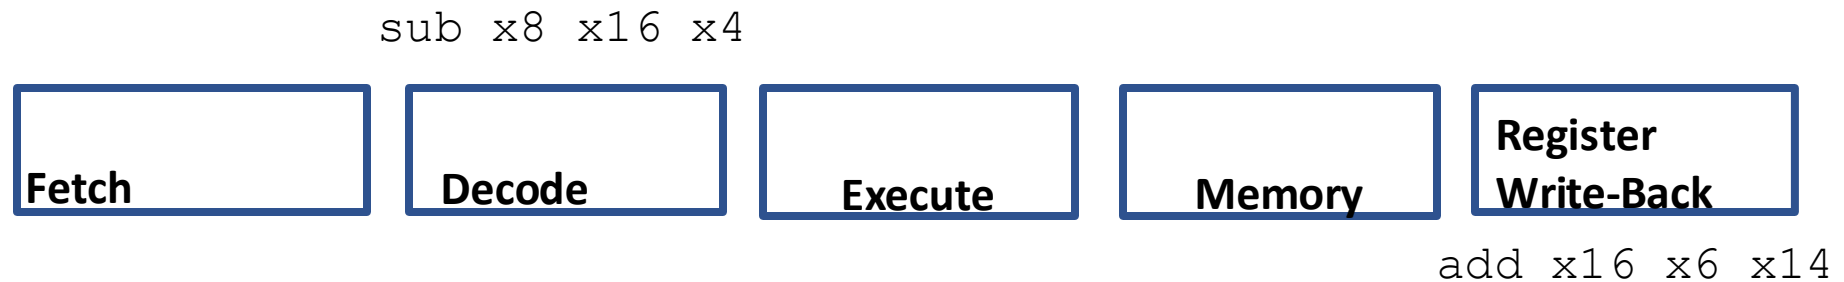 sub x8 x16 x4
Fetch
Decode
Execute
Memory
Register
Write-Back
add x16 x6 x14